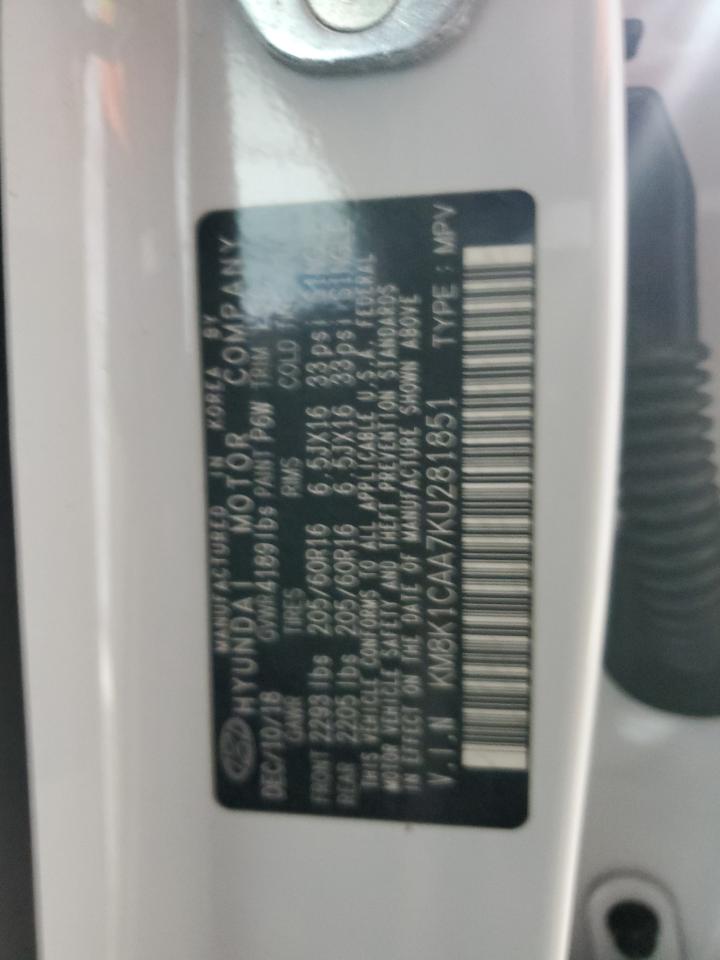 MANUFACTURED IN KOREA BY
HYUNDAI MOTOR COMPANY
DEC/10/18 GVWR 4189 lbs PAINT P6W TRIM
GAWR TIRES RIMS COLD
FRONT 2293 lbs 205/60R16 6.5JX16 33psi
REAR 2205 lbs 205/60R16 6.5JX16 33psi
THIS VEHICLE CONFORMS TO ALL APPLICABLE U.S.A. FEDERAL
MOTOR VEHICLE SAFETY AND THEFT PREVENTION STANDARDS
IN EFFECT ON THE DATE OF MANUFACTURE SHOWN ABOVE
V.I.N KM8K1CAA7KU281851 TYPE : MPV